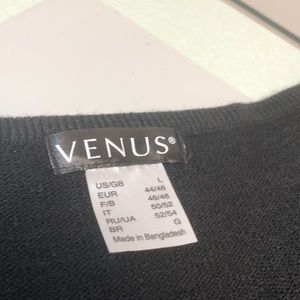 VENUS®
US/GB L
EUR 44/46
F/B 46/48
IT 50/52
RU/UA 52/54
BR G
Made in Bangladesh